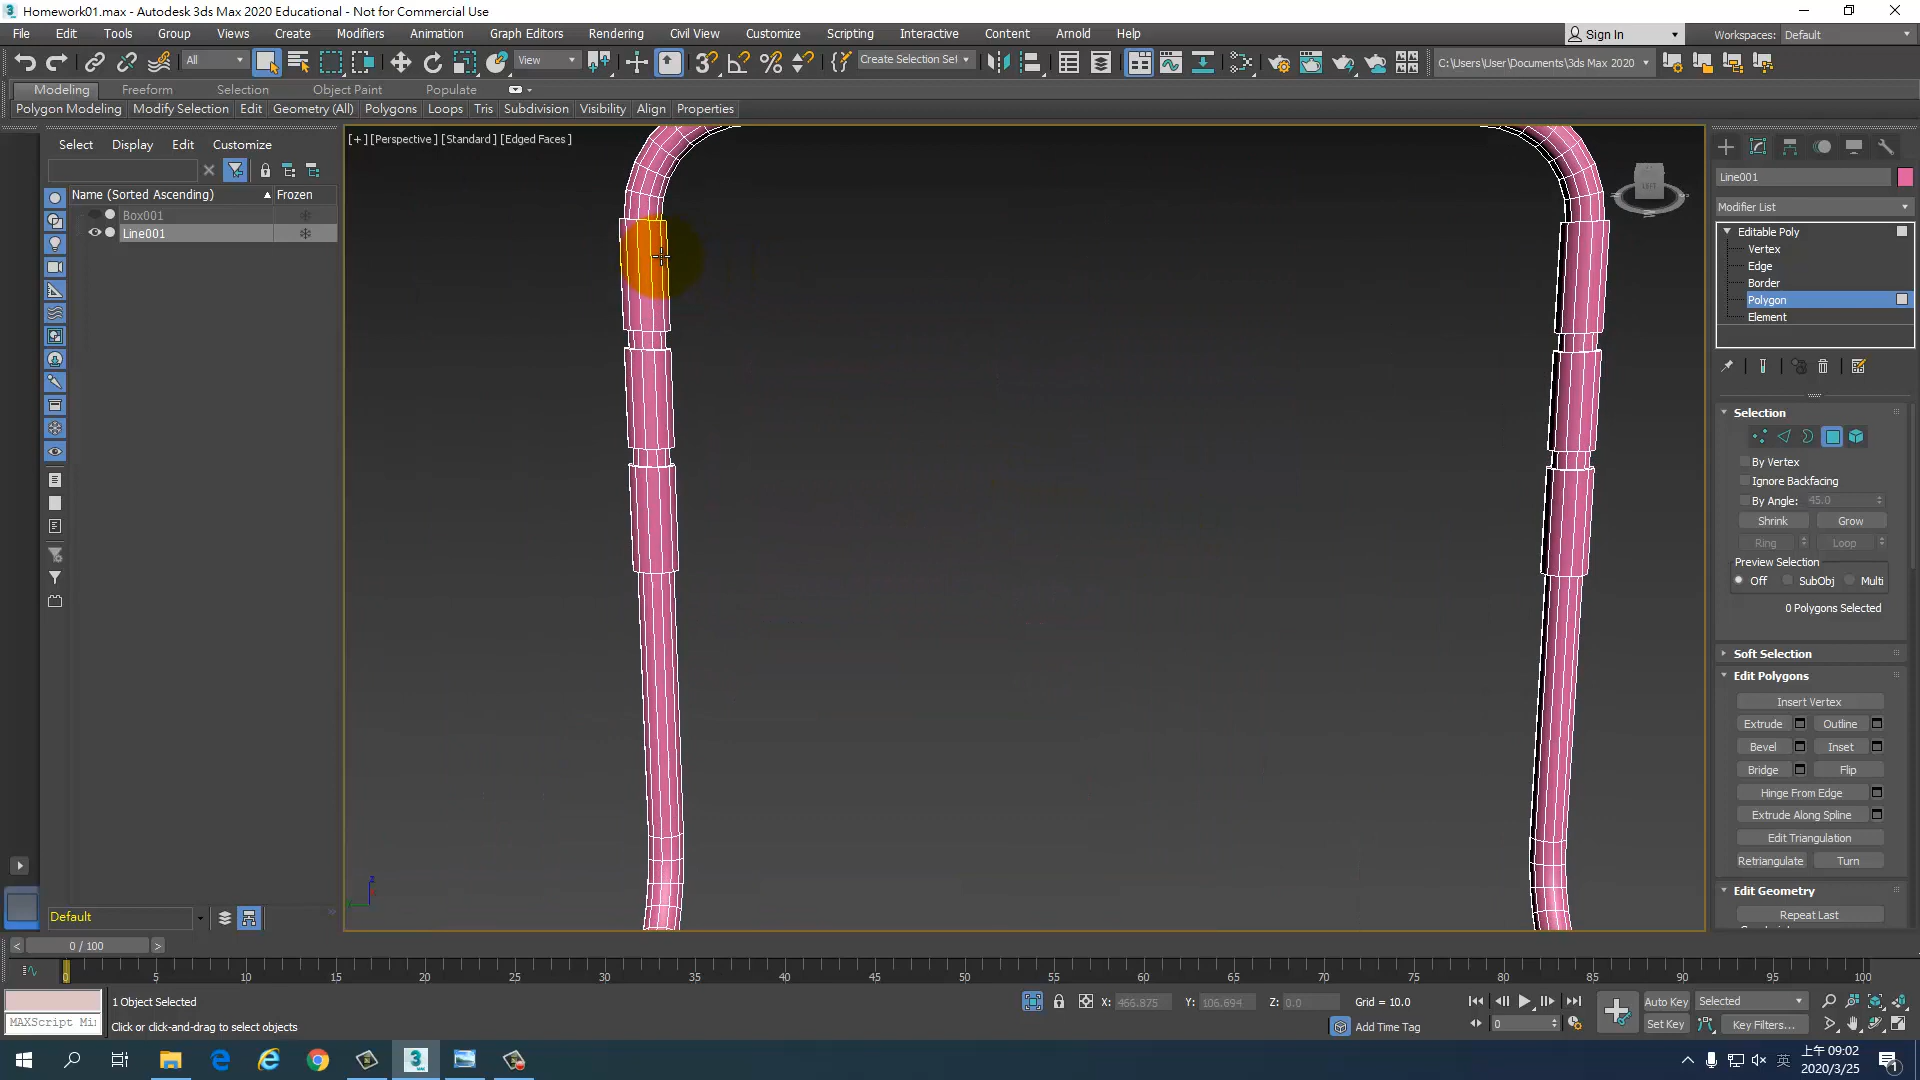 Homework01.max - Autodesk 3ds Max 2020 Educational - Not for Commercial Use
File Edit Tools Group Views Create Modifiers Animation Graph Editors Rendering Civil View Customize Scripting Interactive Content Arnold Help Sign In Workspaces: Default
All View Create Selection Set C:\Users\User\Documents\3ds Max 2020
Modeling Freeform Selection Object Paint Populate
Polygon Modeling Modify Selection Edit Geometry (All) Polygons Loops Tris Subdivision Visibility Align Properties
Select Display Edit Customize
[+] [Perspective ] [Standard ] [Edged Faces ]
Name (Sorted Ascending) Frozen
Box001
Line001
Line001
Modifier List
Editable Poly
Vertex
Edge
Border
Polygon
Element
Selection
By Vertex
Ignore Backfacing
By Angle: 45.0
Shrink Grow
Ring Loop
Preview Selection
Off SubObj Multi
0 Polygons Selected
Soft Selection
Edit Polygons
Insert Vertex
Extrude Outline
Bevel Inset
Bridge Flip
Hinge From Edge
Extrude Along Spline
Edit Triangulation
Retriangulate Turn
Edit Geometry
Repeat Last
Default
0 / 100
0 5 10 15 20 25 30 35 40 45 50 55 60 65 70 75 80 85 90 95 100
1 Object Selected
MAXScript Mi
Click or click-and-drag to select objects
X: 466.875 Y: 106.694 Z: 0.0 Grid = 10.0
Add Time Tag
0
Auto Key Selected
Set Key Key Filters...
英
上午 09:02
2020/3/25
1